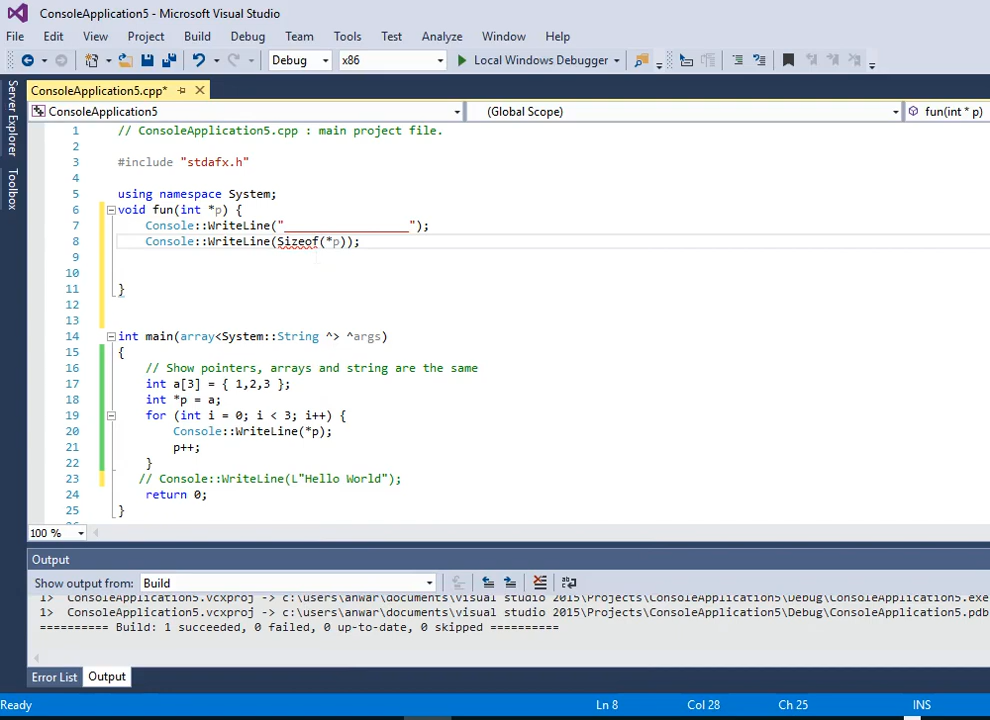 ConsoleApplication5 - Microsoft Visual Studio
File Edit View Project Build Debug Team Tools Test Analyze Window Help
Debug x86 Local Windows Debugger
ConsoleApplication5.cpp*
ConsoleApplication5 (Global Scope) fun(int * p)
Server Explorer
Toolbox
1 // ConsoleApplication5.cpp : main project file.
2
3 #include "stdafx.h"
4
5 using namespace System;
6 void fun(int *p) {
7 Console::WriteLine("__________________");
8 Console::WriteLine(Sizeof(*p));
9
10
11 }
12
13
14 int main(array<System::String ^> ^args)
15 {
16 // Show pointers, arrays and string are the same
17 int a[3] = { 1,2,3 };
18 int *p = a;
19 for (int i = 0; i < 3; i++) {
20 Console::WriteLine(*p);
21 p++;
22 }
23 // Console::WriteLine(L"Hello World");
24 return 0;
25 }
100 %
Output
Show output from: Build
1> ConsoleApplication5.vcxproj -> c:\users\anwar\documents\visual studio 2015\Projects\ConsoleApplication5\Debug\ConsoleApplication5.exe
1> ConsoleApplication5.vcxproj -> c:\users\anwar\documents\visual studio 2015\Projects\ConsoleApplication5\Debug\ConsoleApplication5.pdb
========== Build: 1 succeeded, 0 failed, 0 up-to-date, 0 skipped ==========
Error List Output
Ready Ln 8 Col 28 Ch 25 INS